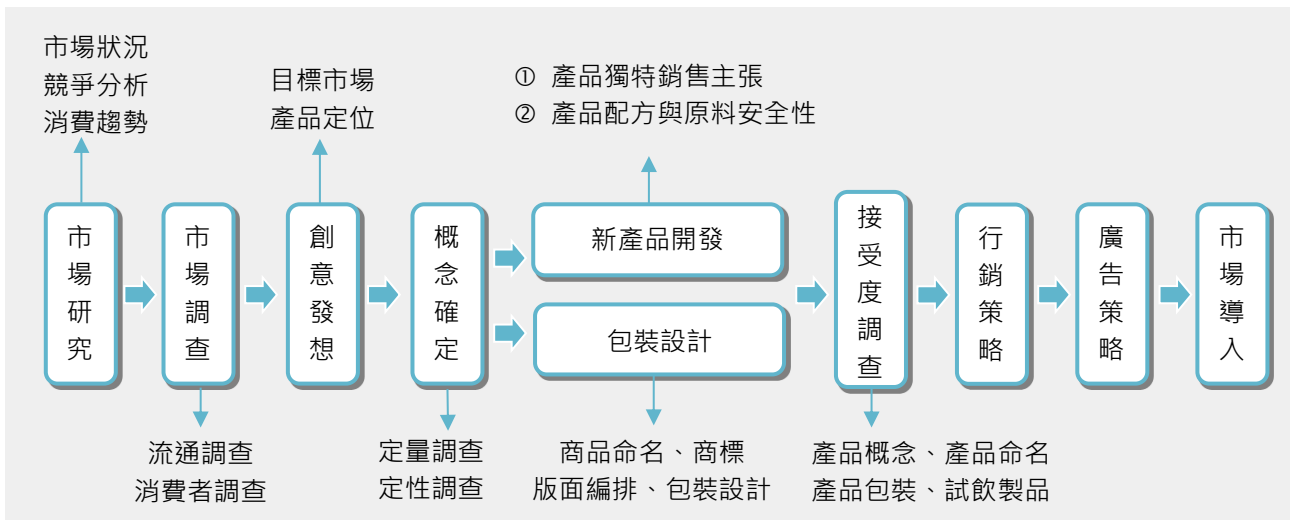 市場狀況
競爭分析
消費趨勢
目標市場
產品定位
① 產品獨特銷售主張
② 產品配方與原料安全性
市場研究
市場調查
創意發想
概念確定
新產品開發
包裝設計
接受度調查
行銷策略
廣告策略
市場導入
流通調查
消費者調查
定量調查
定性調查
商品命名、商標
版面編排、包裝設計
產品概念、產品命名
產品包裝、試飲製品